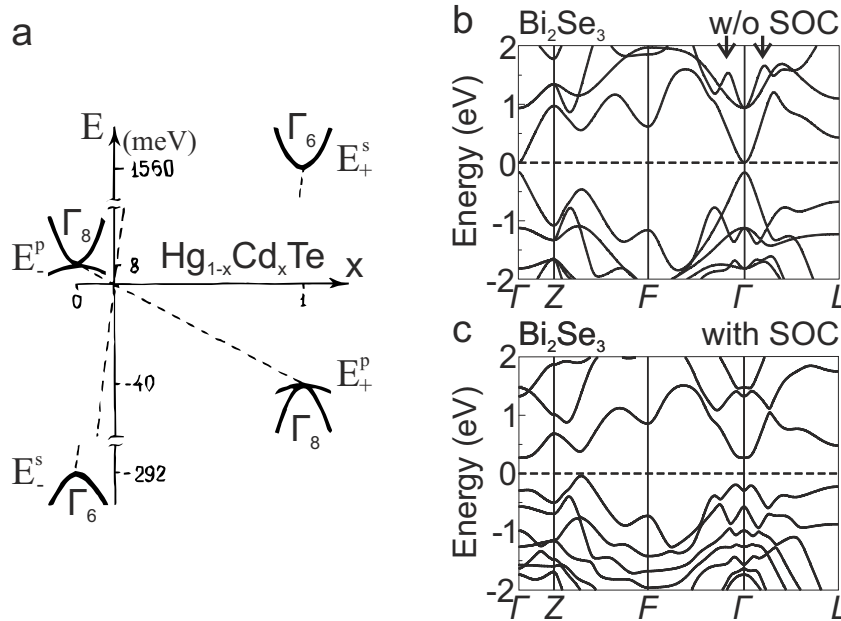 a
E
(meV)
1560
Γ6
E+^s
Γ8
E-^p
8
Hg1-xCdxTe
x
0
1
-40
E+^p
Γ8
E-^s
-292
Γ6
b
Bi2Se3
w/o SOC
Energy (eV)
2
1
0
-1
-2
Γ Z F Γ L
c
Bi2Se3
with SOC
Energy (eV)
2
1
0
-1
-2
Γ Z F Γ L